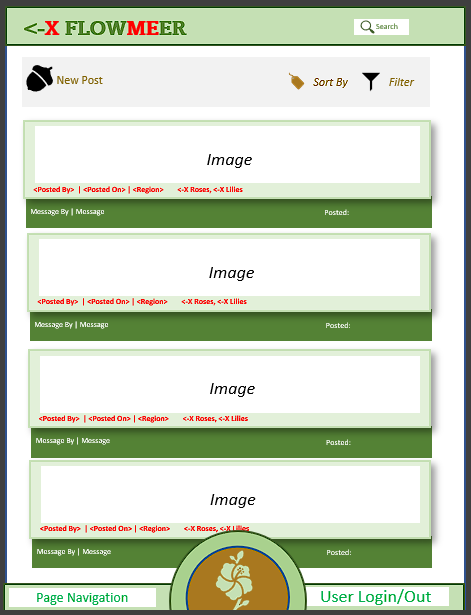 <-X FLOWMEER
Search
New Post
Sort By
Filter
Image
<Posted By> | <Posted On> | <Region> <-X Roses, <-X Lilies
Message By | Message Posted:
Image
<Posted By> | <Posted On> | <Region> <-X Roses, <-X Lilies
Message By | Message Posted:
Image
<Posted By> | <Posted On> | <Region> <-X Roses, <-X Lilies
Message By | Message Posted:
Image
<Posted By> | <Posted On> | <Region> <-X Roses, <-X Lilies
Message By | Message Posted:
Page Navigation
User Login/Out